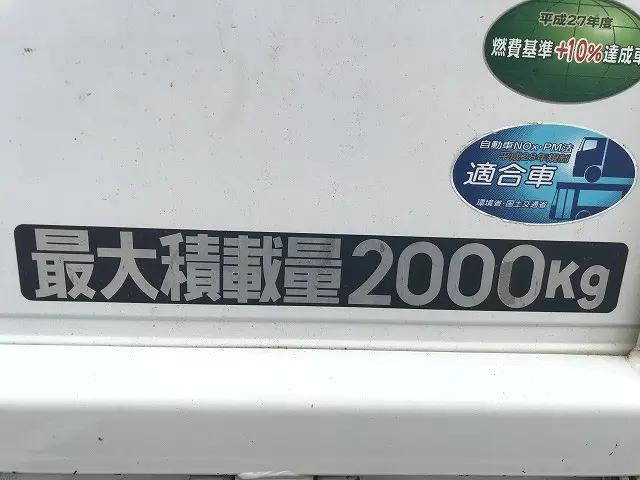 平成27年度
燃費基準+10%達成車
自動車NOx・PM法
適合車
環境省・国土交通省
最大積載量2000Kg